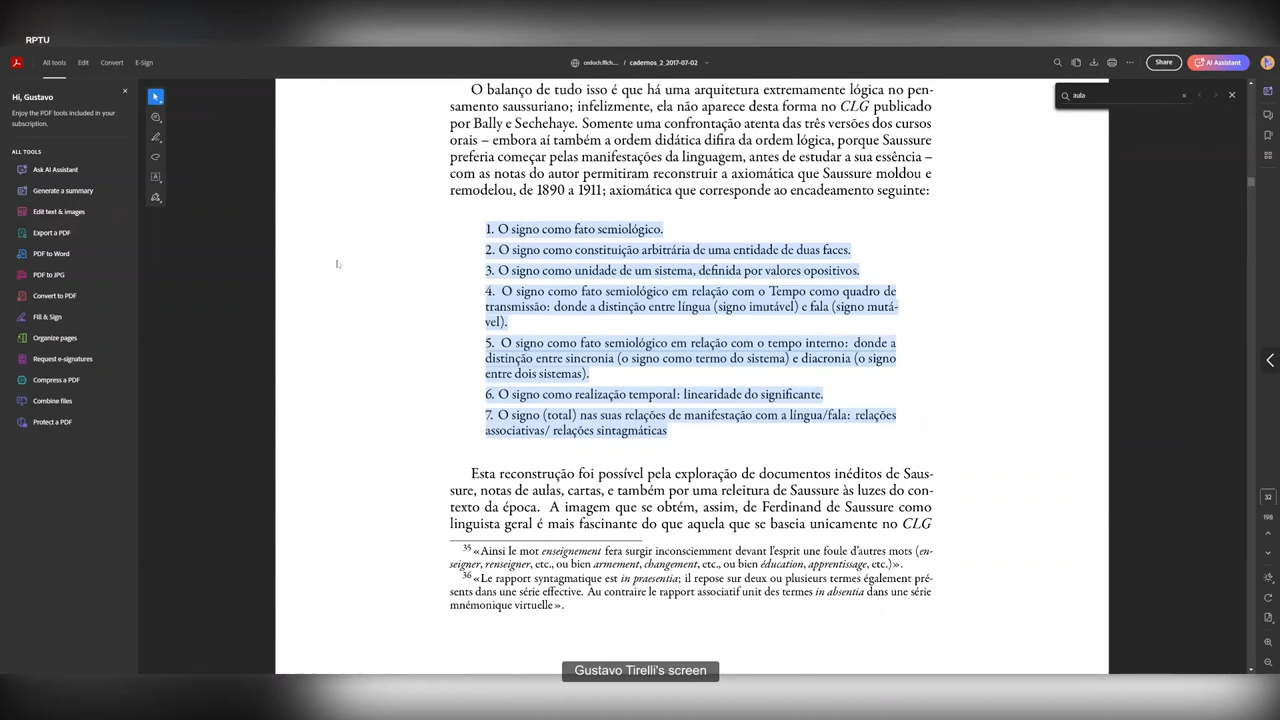 RPTU
All tools
Edit
Convert
E-Sign
cedoch.fflch....
/
cadernos_2_2017-07-02
Share
AI Assistant
Hi, Gustavo
Enjoy the PDF tools included in your
subscription.
ALL TOOLS
Ask AI Assistant
Generate a summary
Edit text & images
Export a PDF
PDF to Word
PDF to JPG
Convert to PDF
Fill & Sign
Organize pages
Request e-signatures
Compress a PDF
Combine files
Protect a PDF
aula
O balanço de tudo isso é que há uma arquitetura extremamente lógica no pen-
samento saussuriano; infelizmente, ela não aparece desta forma no CLG publicado
por Bally e Sechehaye. Somente uma confrontação atenta das três versões dos cursos
orais – embora aí também a ordem didática difira da ordem lógica, porque Saussure
preferia começar pelas manifestações da linguagem, antes de estudar a sua essência –
com as notas do autor permitiram reconstruir a axiomática que Saussure moldou e
remodelou, de 1890 a 1911; axiomática que corresponde ao encadeamento seguinte:
1. O signo como fato semiológico.
2. O signo como constituição arbitrária de uma entidade de duas faces.
3. O signo como unidade de um sistema, definida por valores opositivos.
4. O signo como fato semiológico em relação com o Tempo como quadro de
transmissão: donde a distinção entre língua (signo imutável) e fala (signo mutá-
vel).
5. O signo como fato semiológico em relação com o tempo interno: donde a
distinção entre sincronia (o signo como termo do sistema) e diacronia (o signo
entre dois sistemas).
6. O signo como realização temporal: linearidade do significante.
7. O signo (total) nas suas relações de manifestação com a língua/fala: relações
associativas/ relações sintagmáticas
Esta reconstrução foi possível pela exploração de documentos inéditos de Saus-
sure, notas de aulas, cartas, e também por uma releitura de Saussure às luzes do con-
texto da época. A imagem que se obtém, assim, de Ferdinand de Saussure como
linguista geral é mais fascinante do que aquela que se baseia unicamente no CLG
35 «Ainsi le mot enseignement fera surgir inconsciemment devant l'esprit une foule d'autres mots (en-
seigner, renseigner, etc., ou bien armement, changement, etc., ou bien éducation, apprentissage, etc.)».
36 «Le rapport syntagmatique est in praesentia; il repose sur deux ou plusieurs termes également pré-
sents dans une série effective. Au contraire le rapport associatif unit des termes in absentia dans une série
mnémonique virtuelle».
32
198
Gustavo Tirelli's screen